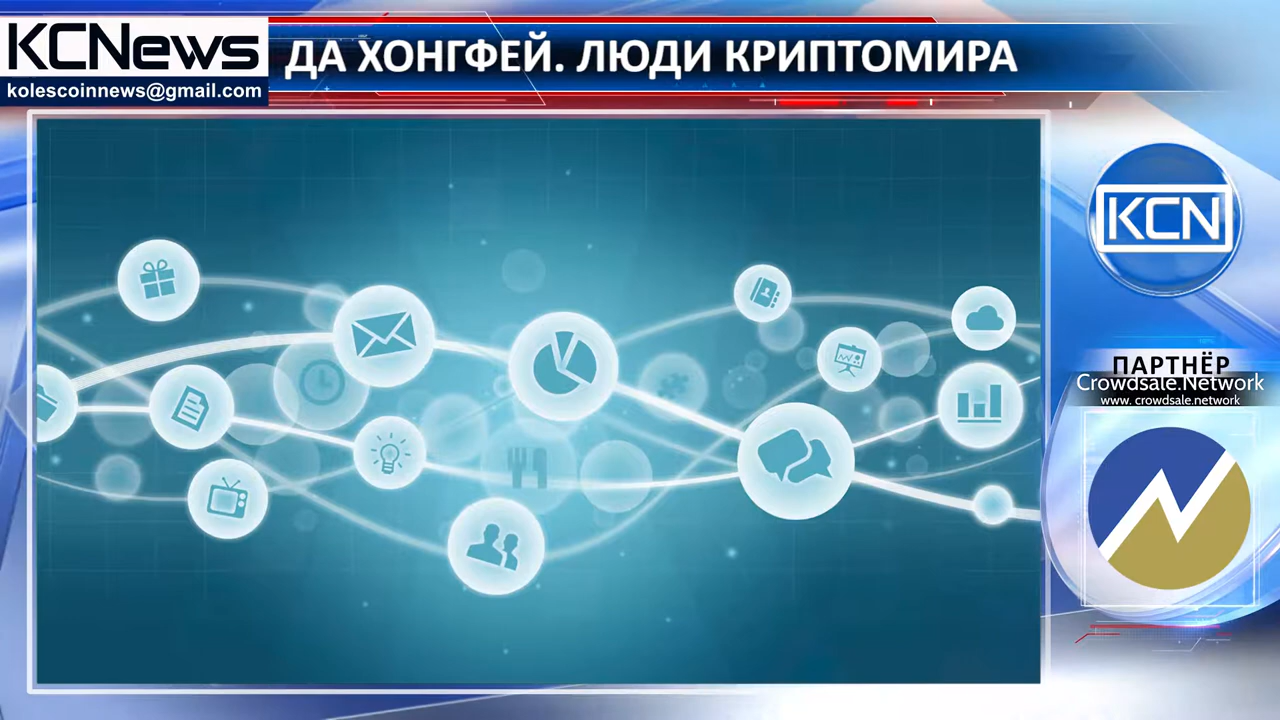 KCNews
kolescoinnews@gmail.com
ДА ХОНГФЕЙ. ЛЮДИ КРИПТОМИРА
KCN
ПАРТНЁР
Crowdsale.Network
www. crowdsale.network